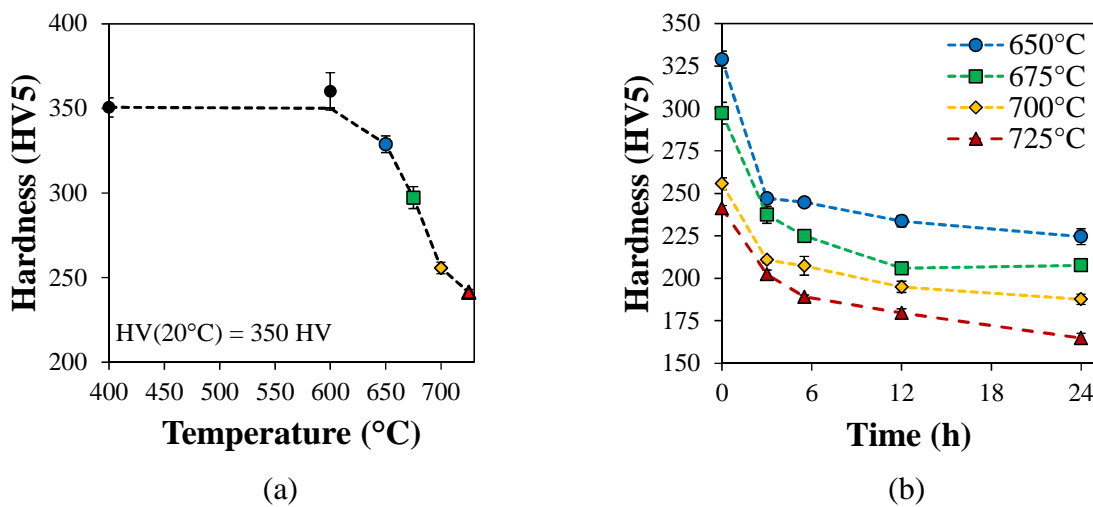 400
350
300
250
200
Hardness (HV5)
HV(20°C) = 350 HV
400 450 500 550 600 650 700
Temperature (°C)
(a)
350
325
300
275
250
225
200
175
150
Hardness (HV5)
650°C
675°C
700°C
725°C
0 6 12 18 24
Time (h)
(b)